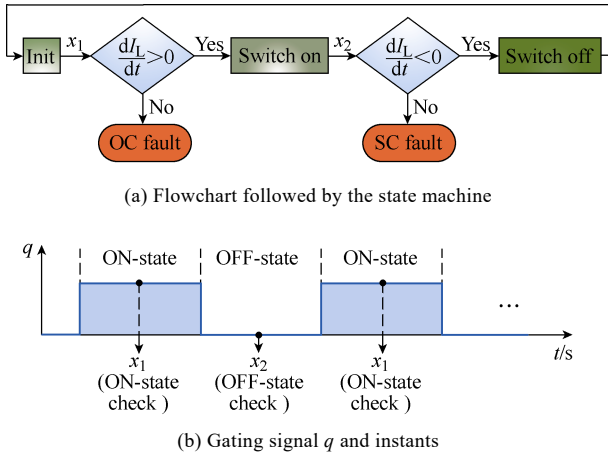 Init
x₁
dI_L/dt>0
Yes
Switch on
x₂
dI_L/dt<0
Yes
Switch off
No
No
OC fault
SC fault
(a) Flowchart followed by the state machine
q
ON-state
OFF-state
ON-state
...
t/s
x₁
x₂
x₁
(ON-state
(OFF-state
(ON-state
check )
check )
check )
(b) Gating signal q and instants